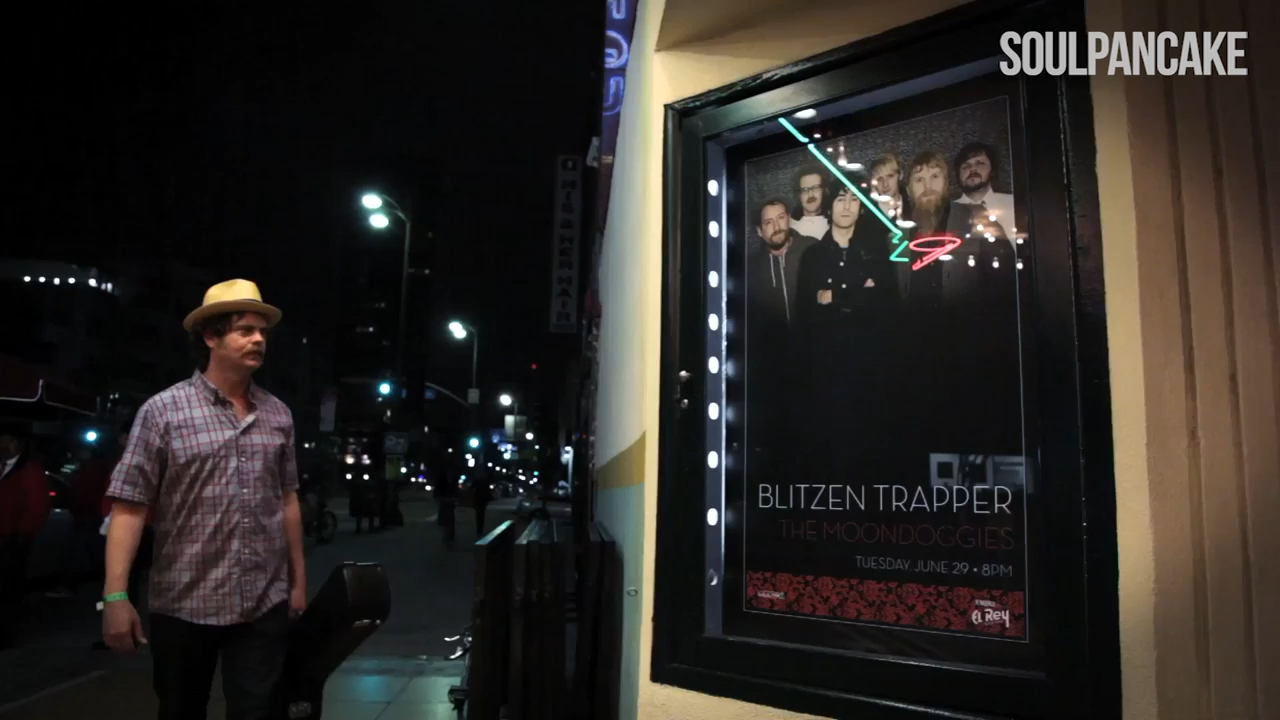 SOULPANCAKE
BLITZEN TRAPPER
THE MOONDOGGIES
TUESDAY, JUNE 29 • 8PM
EL Rey